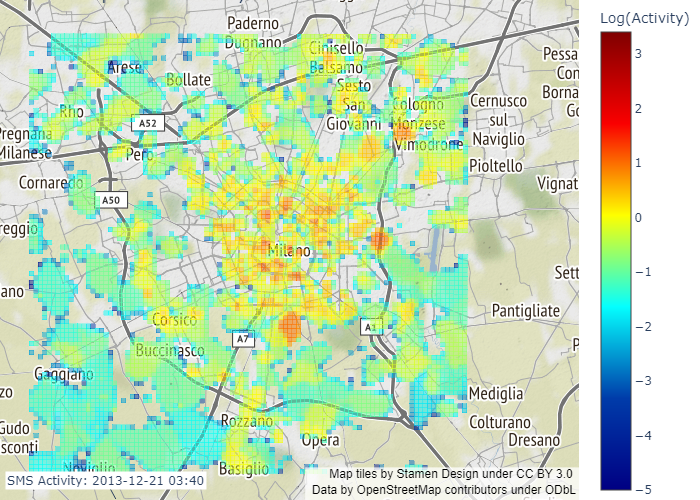 Paderno
Dugnano
Cinisello
Balsamo
Arese
Bollate
Sesto
San
Giovanni
Cologno
Monzese
Vimodrone
Cernusco
sul
Naviglio
Pioltello
Pessa
Con
Borna
Go
Rho
A52
Pero
Pregnana
Milanese
Cornaredo
A50
reggio
Vignat
Milano
Sett
ano
Pantigliate
Corsico
A7
A1
Buccinasco
P
Gaggiano
zo
Gudo
sconti
Rozzano
Opera
Mediglia
Colturano
Dresano
Noviglio
Basiglio
SMS Activity: 2013-12-21 03:40
Map tiles by Stamen Design under CC BY 3.0
Data by OpenStreetMap contributors under ODbL
Log(Activity)
3
2
1
0
−1
−2
−3
−4
−5